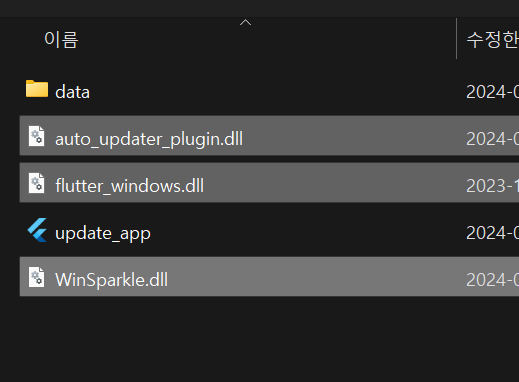 이름 수정한
data 2024-0
auto_updater_plugin.dll 2024-0
flutter_windows.dll 2023-1
update_app 2024-0
WinSparkle.dll 2024-0